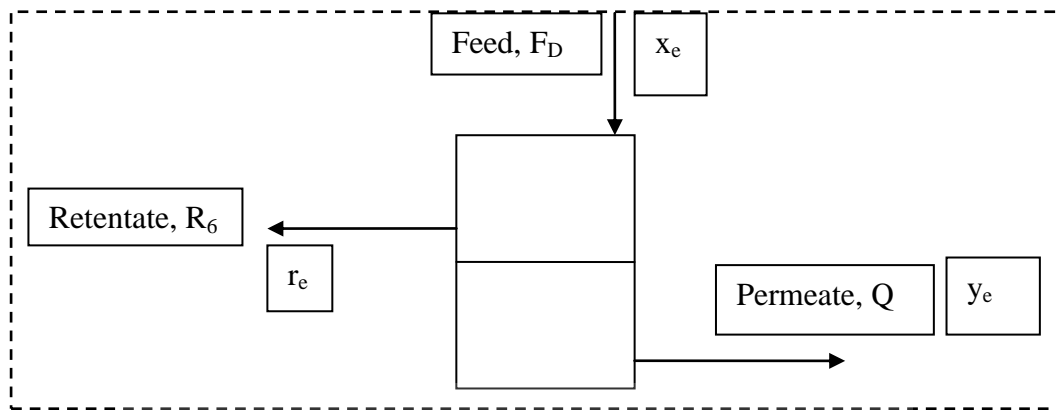 Feed, F_D
x_e
Retentate, R_6
r_e
Permeate, Q
y_e